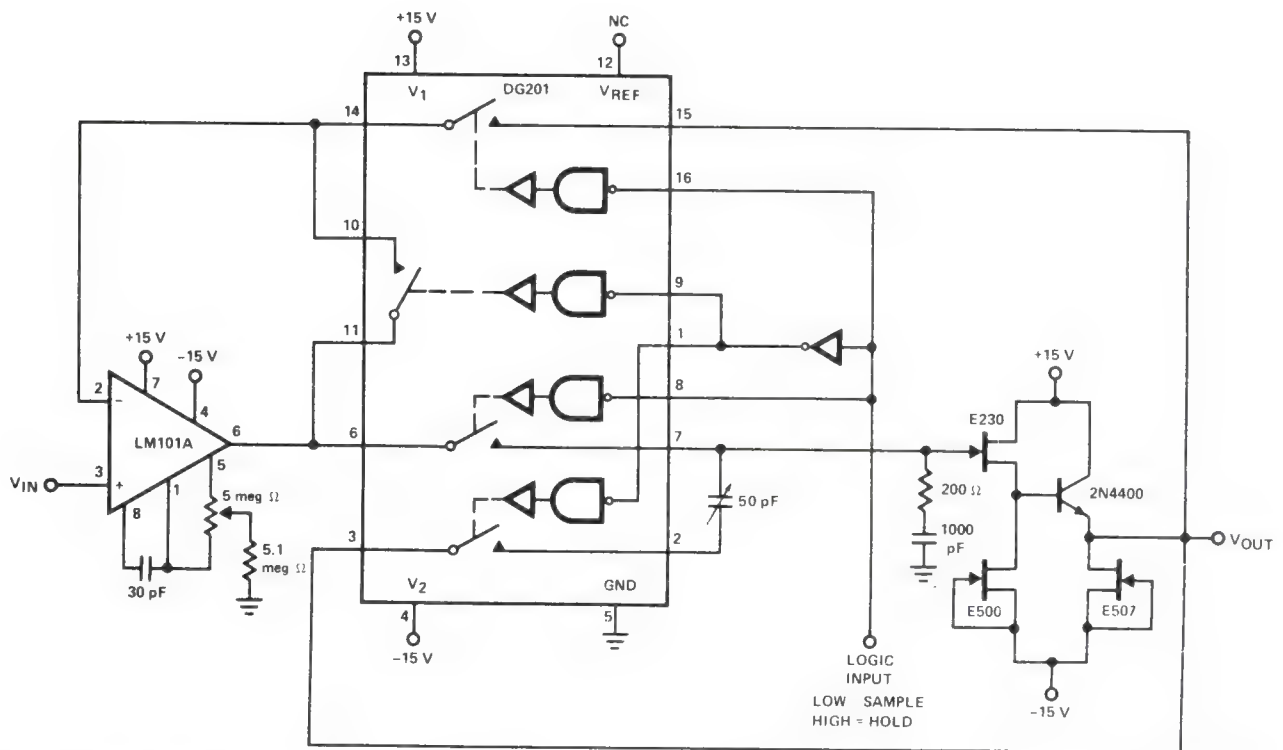 +15 V
NC
13
12
V1
DG201
VREF
14
15
16
10
9
11
1
+15 V
-15 V
8
2
7
4
-
LM101A
6
6
7
+15 V
E230
VIN
3
+
5
1
5 meg Ω
8
50 pF
200 Ω
2N4400
1000
pF
VOUT
3
2
5.1
meg Ω
30 pF
V2
GND
E500
E507
4
5
-15 V
LOGIC
INPUT
LOW SAMPLE
HIGH = HOLD
-15 V